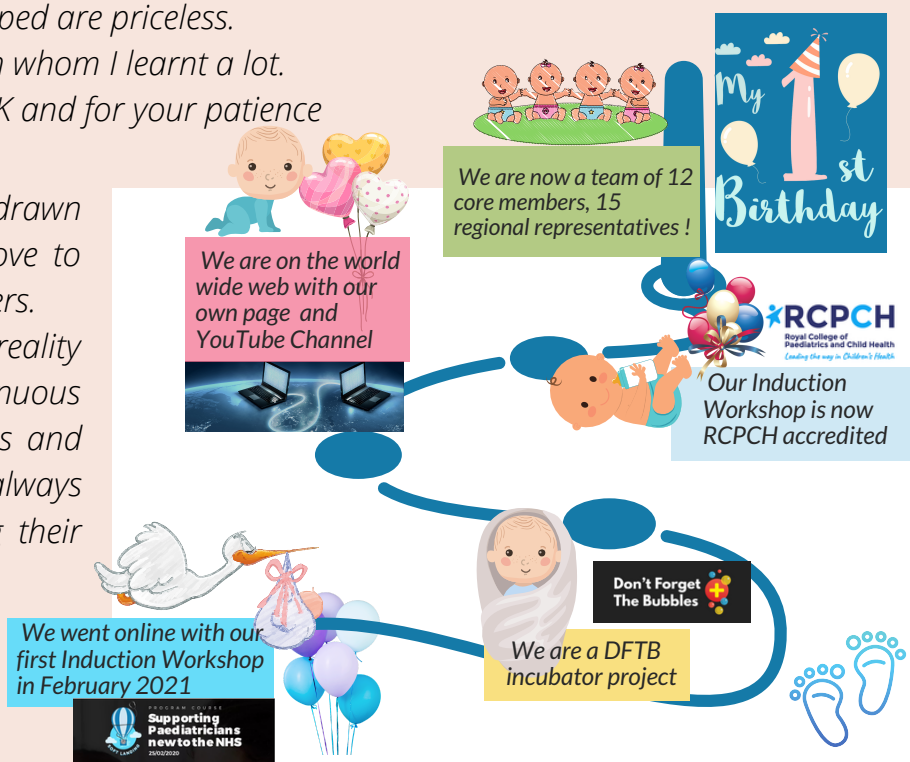 ped are priceless.
whom I learnt a lot.
K and for your patience
drawn
ove to
ers.
reality
nuous
s and
always
their
We are now a team of 12
core members, 15
regional representatives !
My
1
st
Birthday
We are on the world
wide web with our
own page and
YouTube Channel
RCPCH
Royal College of
Paediatrics and Child Health
Leading the way in Children's Health
Our Induction
Workshop is now
RCPCH accredited
Don't Forget
The Bubbles
We are a DFTB
incubator project
We went online with our
first Induction Workshop
in February 2021
SOFT LANDING
PROGRAM COURSE
Supporting
Paediatricians
new to the NHS
25/02/2020